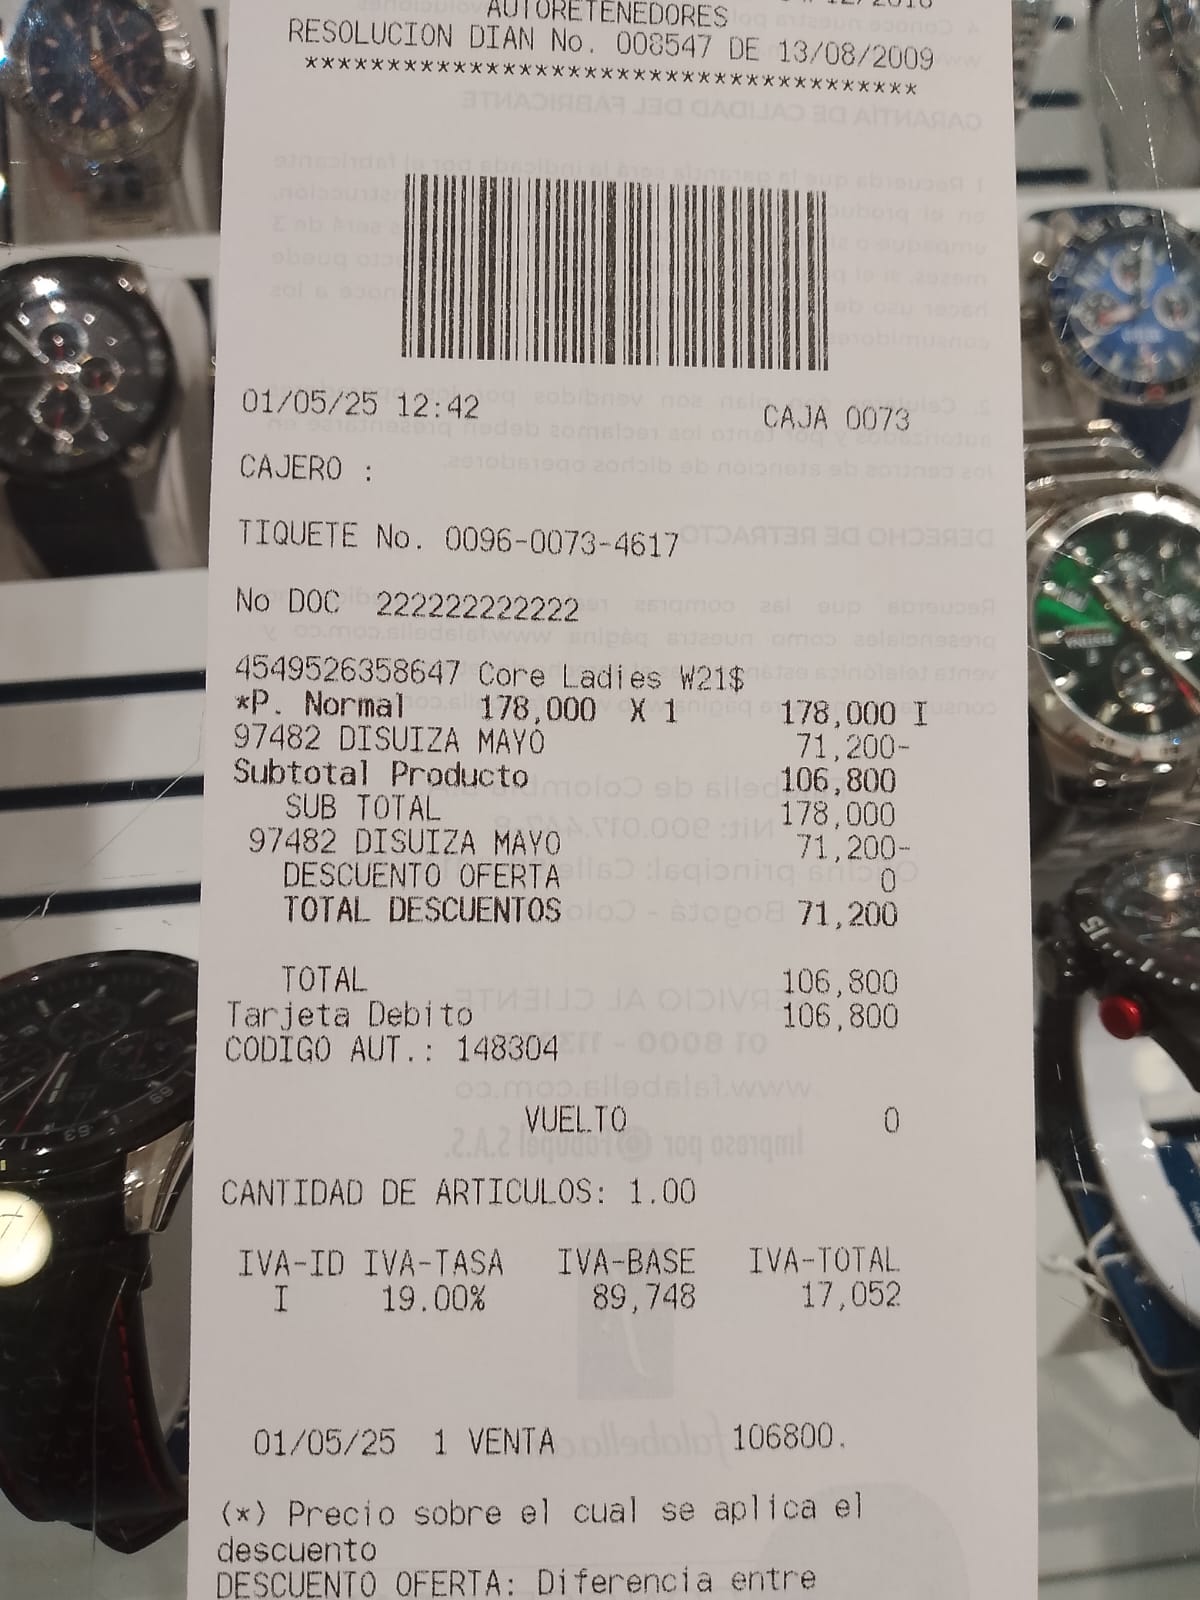 AUTORETENEDORES
RESOLUCION DIAN No. 008547 DE 13/08/2009
*************************************
01/05/25 12:42 CAJA 0073
CAJERO :
TIQUETE No. 0096-0073-4617
No DOC 222222222222
4549526358647 Core Ladies W21$
*P. Normal 178,000 X 1 178,000 I
97482 DISUIZA MAYO 71,200-
Subtotal Producto 106,800
SUB TOTAL 178,000
97482 DISUIZA MAYO 71,200-
DESCUENTO OFERTA 0
TOTAL DESCUENTOS 71,200
TOTAL 106,800
Tarjeta Debito 106,800
CODIGO AUT.: 148304
VUELTO 0
CANTIDAD DE ARTICULOS: 1.00
IVA-ID IVA-TASA IVA-BASE IVA-TOTAL
I 19.00% 89,748 17,052
01/05/25 1 VENTA 106800.
(*) Precio sobre el cual se aplica el
descuento
DESCUENTO OFERTA: Diferencia entre